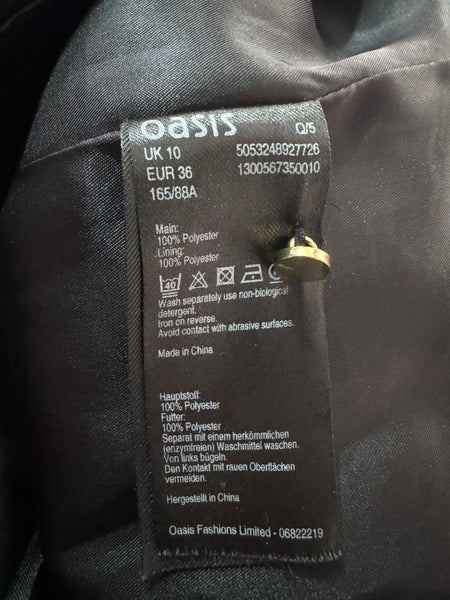 oasis
Q/5
UK 10 5053248927726
EUR 36 1300567350010
165/88A
Main:
100% Polyester
Lining:
100% Polyester
40
Wash separately use non-biological
detergent.
Iron on reverse.
Avoid contact with abrasive surfaces.
Made in China
Hauptstoff:
100% Polyester
Futter:
100% Polyester
Separat mit einem herkömmlichen
(enzymfreien) Waschmittel waschen.
Von links bügeln.
Den Kontakt mit rauen Oberflächen
vermeiden.
Hergestellt in China
Oasis Fashions Limited - 06822219